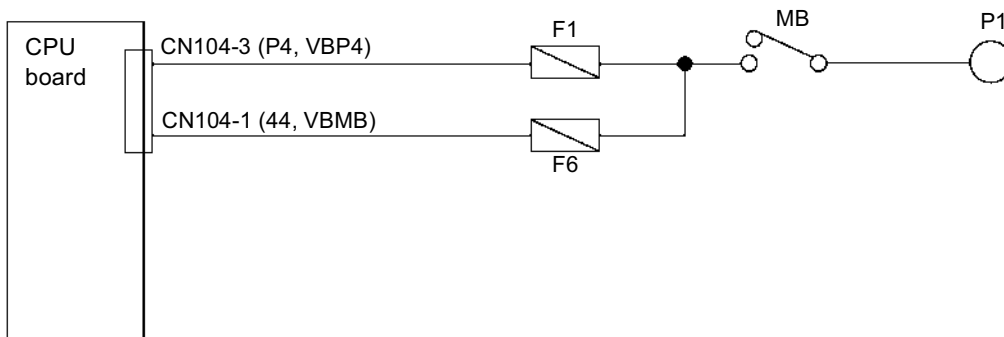 CPU
board
CN104-3 (P4, VBP4)
F1
MB
P1
CN104-1 (44, VBMB)
F6